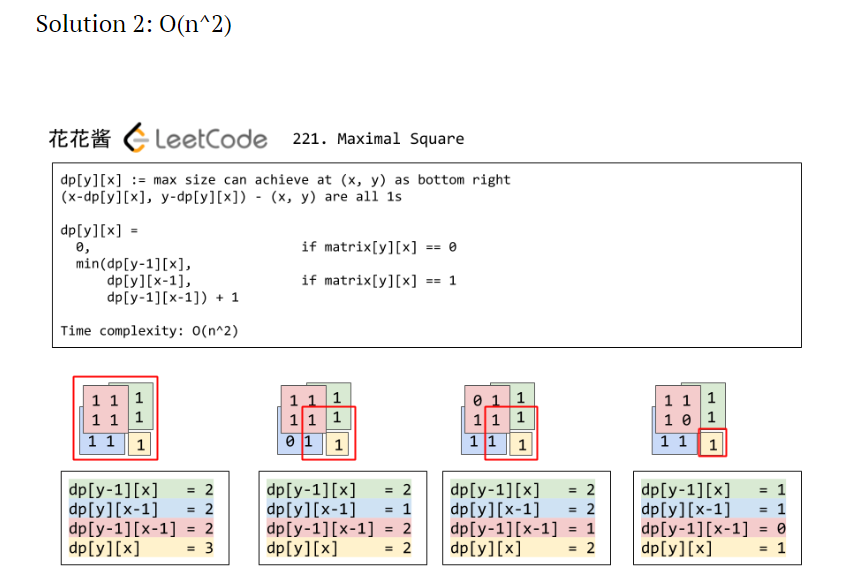 Solution 2: O(n^2)
花花酱 LeetCode 221. Maximal Square
dp[y][x] := max size can achieve at (x, y) as bottom right
(x-dp[y][x], y-dp[y][x]) - (x, y) are all 1s
dp[y][x] =
0, if matrix[y][x] == 0
min(dp[y-1][x],
dp[y][x-1], if matrix[y][x] == 1
dp[y-1][x-1]) + 1
Time complexity: O(n^2)
1 1 1
1 1 1
1 1 1
1 1 1
1 1 1
0 1 1
0 1 1
1 1 1
1 1 1
1 1 1
1 0 1
1 1 1
dp[y-1][x] = 2
dp[y][x-1] = 2
dp[y-1][x-1] = 2
dp[y][x] = 3
dp[y-1][x] = 2
dp[y][x-1] = 1
dp[y-1][x-1] = 2
dp[y][x] = 2
dp[y-1][x] = 2
dp[y][x-1] = 2
dp[y-1][x-1] = 1
dp[y][x] = 2
dp[y-1][x] = 1
dp[y][x-1] = 1
dp[y-1][x-1] = 0
dp[y][x] = 1